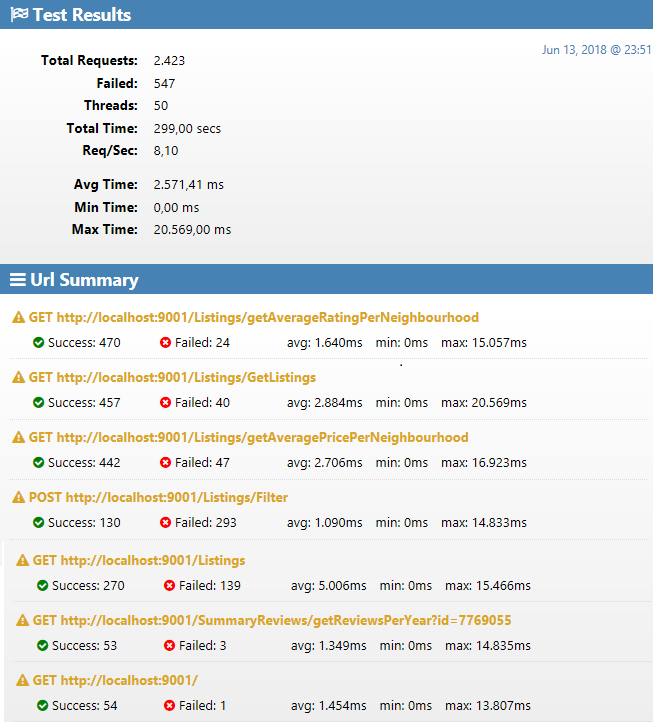 Test Results
Jun 13, 2018 @ 23:51
Total Requests: 2.423
Failed: 547
Threads: 50
Total Time: 299,00 secs
Req/Sec: 8,10
Avg Time: 2.571,41 ms
Min Time: 0,00 ms
Max Time: 20.569,00 ms
Url Summary
GET http://localhost:9001/Listings/getAverageRatingPerNeighbourhood
Success: 470 Failed: 24 avg: 1.640ms min: 0ms max: 15.057ms
GET http://localhost:9001/Listings/GetListings
Success: 457 Failed: 40 avg: 2.884ms min: 0ms max: 20.569ms
GET http://localhost:9001/Listings/getAveragePricePerNeighbourhood
Success: 442 Failed: 47 avg: 2.706ms min: 0ms max: 16.923ms
POST http://localhost:9001/Listings/Filter
Success: 130 Failed: 293 avg: 1.090ms min: 0ms max: 14.833ms
GET http://localhost:9001/Listings
Success: 270 Failed: 139 avg: 5.006ms min: 0ms max: 15.466ms
GET http://localhost:9001/SummaryReviews/getReviewsPerYear?id=7769055
Success: 53 Failed: 3 avg: 1.349ms min: 0ms max: 14.835ms
GET http://localhost:9001/
Success: 54 Failed: 1 avg: 1.454ms min: 0ms max: 13.807ms